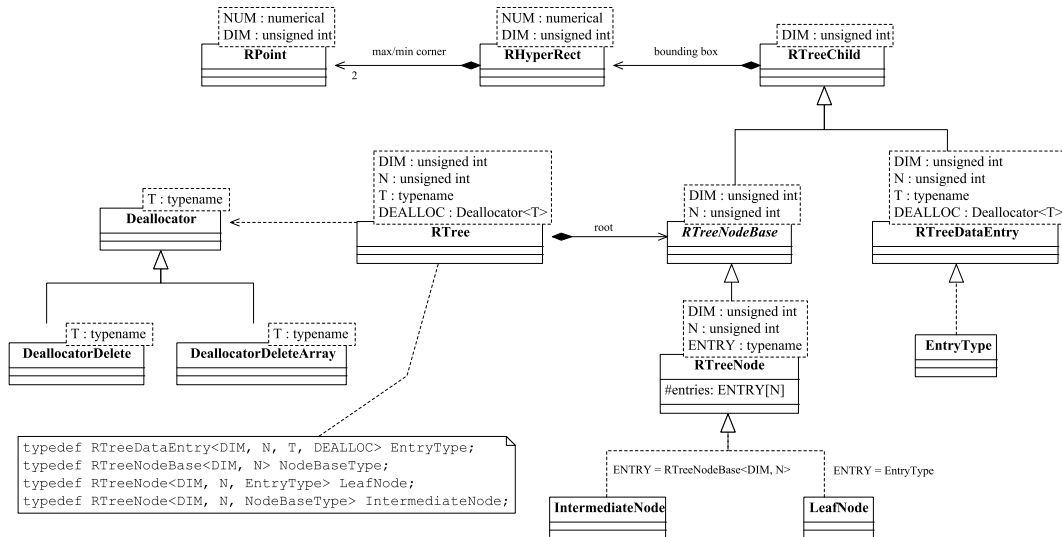 NUM : numerical
DIM : unsigned int
RPoint
max/min corner
2
NUM : numerical
DIM : unsigned int
RHyperRect
bounding box
DIM : unsigned int
RTreeChild
T : typename
Deallocator
DIM : unsigned int
N : unsigned int
T : typename
DEALLOC : Deallocator<T>
RTree
root
DIM : unsigned int
N : unsigned int
RTreeNodeBase
DIM : unsigned int
N : unsigned int
T : typename
DEALLOC : Deallocator<T>
RTreeDataEntry
T : typename
DeallocatorDelete
T : typename
DeallocatorDeleteArray
DIM : unsigned int
N : unsigned int
ENTRY : typename
RTreeNode
#entries: ENTRY[N]
EntryType
typedef RTreeDataEntry<DIM, N, T, DEALLOC> EntryType;
typedef RTreeNodeBase<DIM, N> NodeBaseType;
typedef RTreeNode<DIM, N, EntryType> LeafNode;
typedef RTreeNode<DIM, N, NodeBaseType> IntermediateNode;
ENTRY = RTreeNodeBase<DIM, N>
ENTRY = EntryType
IntermediateNode
LeafNode